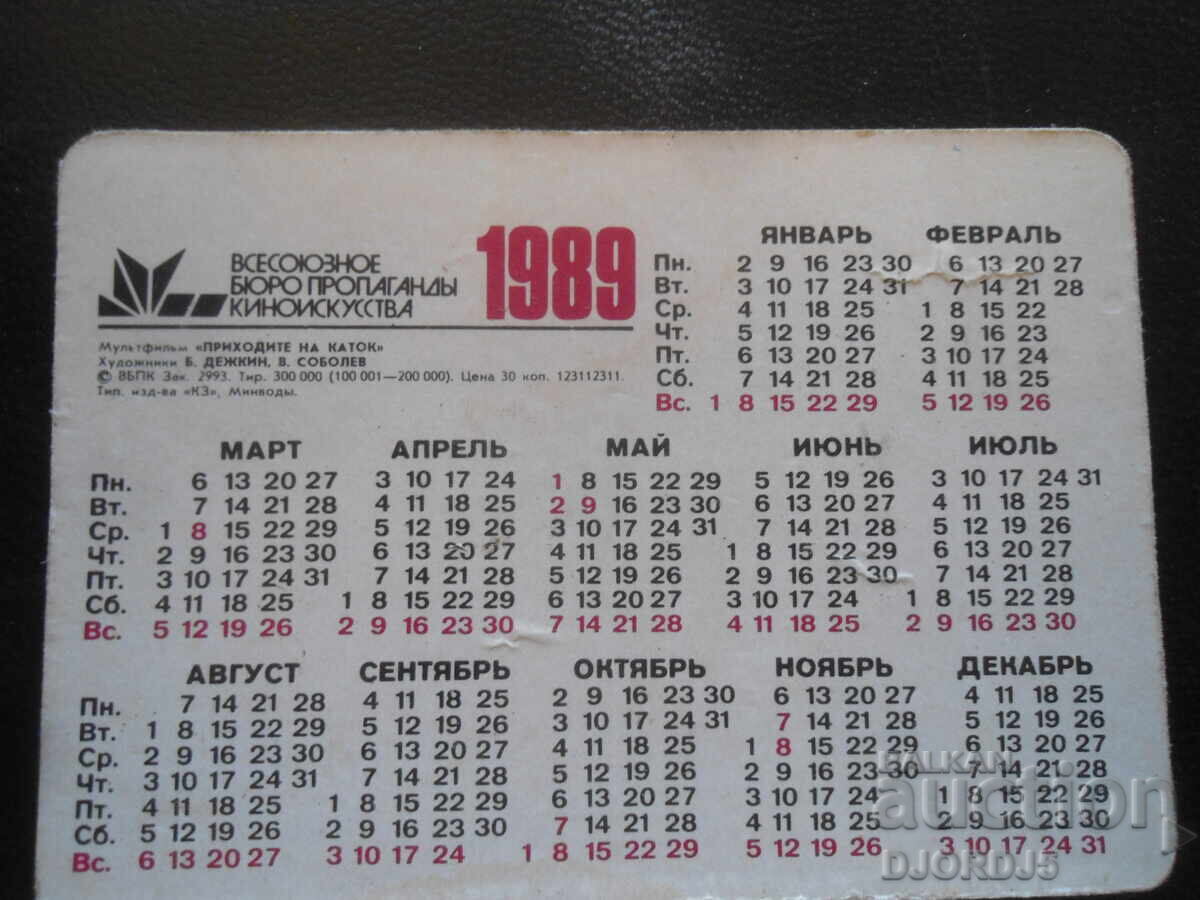 ВСЕСОЮЗНОЕ
БЮРО ПРОПАГАНДЫ
КИНОИСКУССТВА
1989
Мультфильм «ПРИХОДИТЕ НА КАТОК»
Художники Б. ДЕЖКИН, В. СОБОЛЕВ
© ВБПК Зак. 2993. Тир. 300 000 (100 001—200 000). Цена 30 коп. 123112311.
Тип. изд-ва «КЗ», Минводы.
ЯНВАРЬ ФЕВРАЛЬ
Пн. 2 9 16 23 30 6 13 20 27
Вт. 3 10 17 24 31 7 14 21 28
Ср. 4 11 18 25 1 8 15 22
Чт. 5 12 19 26 2 9 16 23
Пт. 6 13 20 27 3 10 17 24
Сб. 7 14 21 28 4 11 18 25
Вс. 1 8 15 22 29 5 12 19 26
МАРТ АПРЕЛЬ МАЙ ИЮНЬ ИЮЛЬ
Пн. 6 13 20 27 3 10 17 24 1 8 15 22 29 5 12 19 26 3 10 17 24 31
Вт. 7 14 21 28 4 11 18 25 2 9 16 23 30 6 13 20 27 4 11 18 25
Ср. 1 8 15 22 29 5 12 19 26 3 10 17 24 31 7 14 21 28 5 12 19 26
Чт. 2 9 16 23 30 6 13 20 27 4 11 18 25 1 8 15 22 29 6 13 20 27
Пт. 3 10 17 24 31 7 14 21 28 5 12 19 26 2 9 16 23 30 7 14 21 28
Сб. 4 11 18 25 1 8 15 22 29 6 13 20 27 3 10 17 24 1 8 15 22 29
Вс. 5 12 19 26 2 9 16 23 30 7 14 21 28 4 11 18 25 2 9 16 23 30
АВГУСТ СЕНТЯБРЬ ОКТЯБРЬ НОЯБРЬ ДЕКАБРЬ
Пн. 7 14 21 28 4 11 18 25 2 9 16 23 30 6 13 20 27 4 11 18 25
Вт. 1 8 15 22 29 5 12 19 26 3 10 17 24 31 7 14 21 28 5 12 19 26
Ср. 2 9 16 23 30 6 13 20 27 4 11 18 25 1 8 15 22 29 6 13 20 27
Чт. 3 10 17 24 31 7 14 21 28 5 12 19 26 2 9 16 23 30 7 14 21 28
Пт. 4 11 18 25 1 8 15 22 29 6 13 20 27 3 10 17 24 1 8 15 22 29
Сб. 5 12 19 26 2 9 16 23 30 7 14 21 28 4 11 18 25 2 9 16 23 30
Вс. 6 13 20 27 3 10 17 24 1 8 15 22 29 5 12 19 26 3 10 17 24 31
BALKAN
auction
DJORDJ5